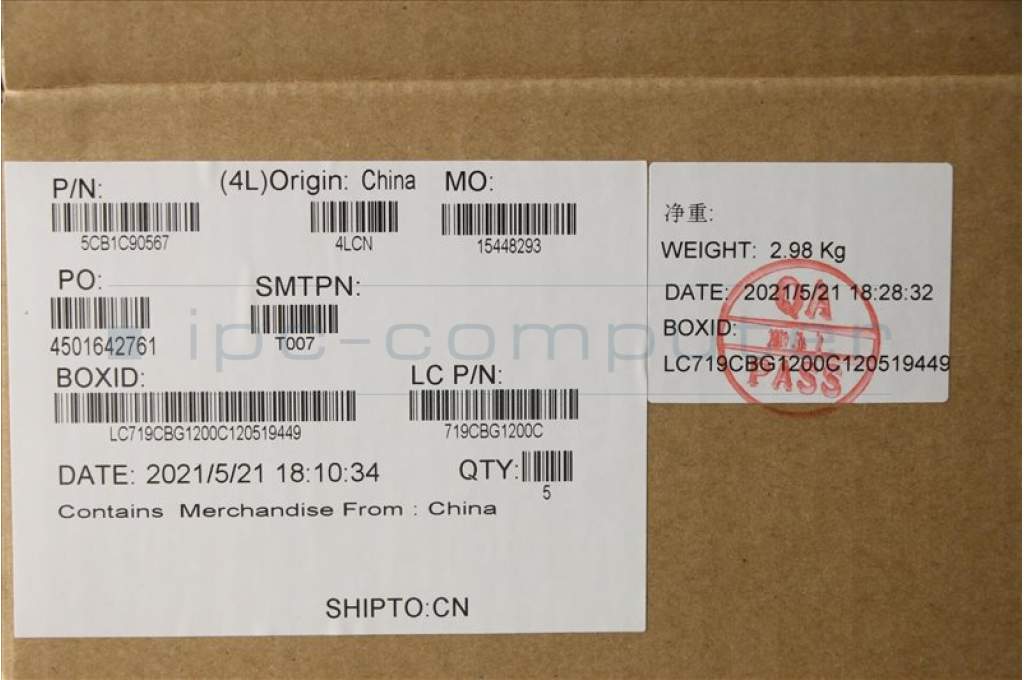 P/N:
5CB1C90567
(4L)Origin: China
4LCN
MO:
15448293
PO:
4501642761
SMTPN:
T007
BOXID:
LC719CBG1200C120519449
LC P/N:
719CBG1200C
DATE: 2021/5/21 18:10:34
QTY:
5
Contains Merchandise From : China
SHIPTO:CN
净重:
WEIGHT: 2.98 Kg
DATE: 2021/5/21 18:28:32
BOXID:
LC719CBG1200C120519449
QA
PASS
ipc-computer